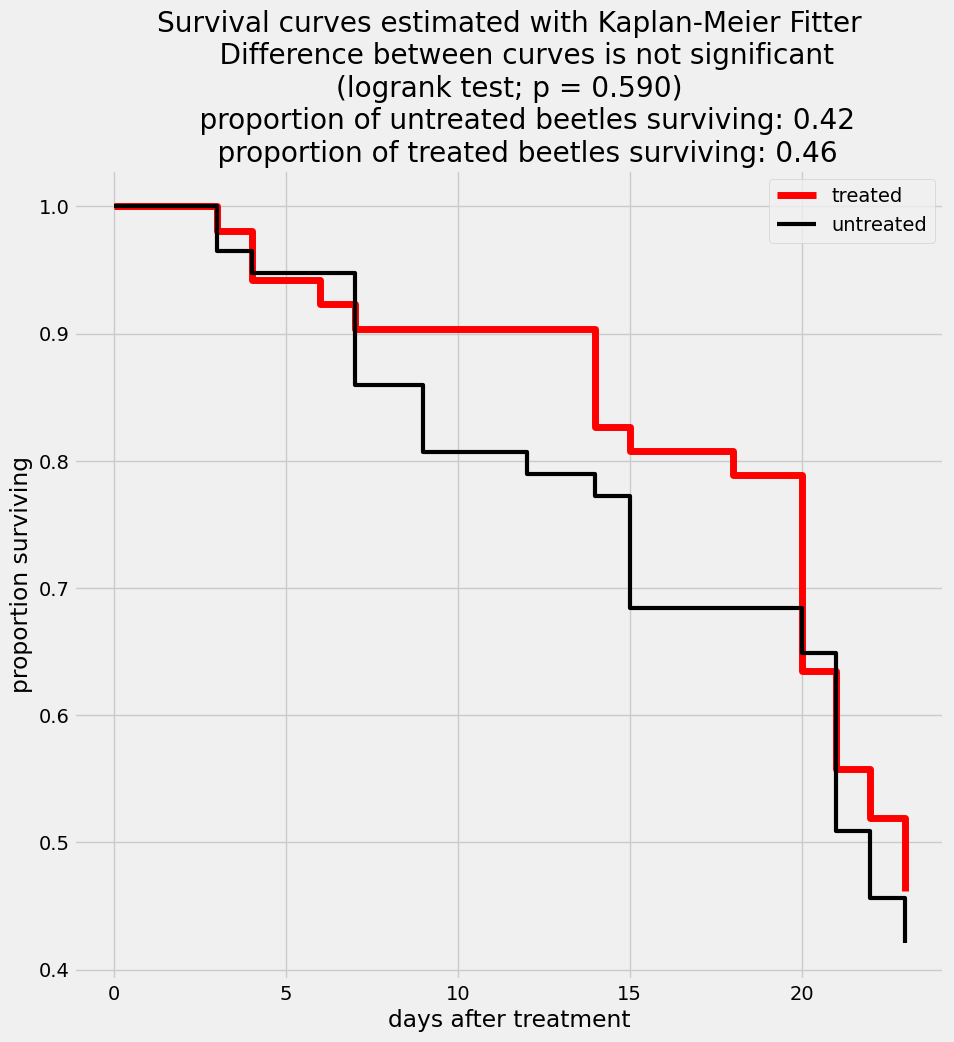 Survival curves estimated with Kaplan-Meier Fitter
Difference between curves is not significant
(logrank test; p = 0.590)
proportion of untreated beetles surviving: 0.42
proportion of treated beetles surviving: 0.46
treated
untreated
1.0
0.9
0.8
0.7
0.6
0.5
0.4
proportion surviving
0 5 10 15 20
days after treatment